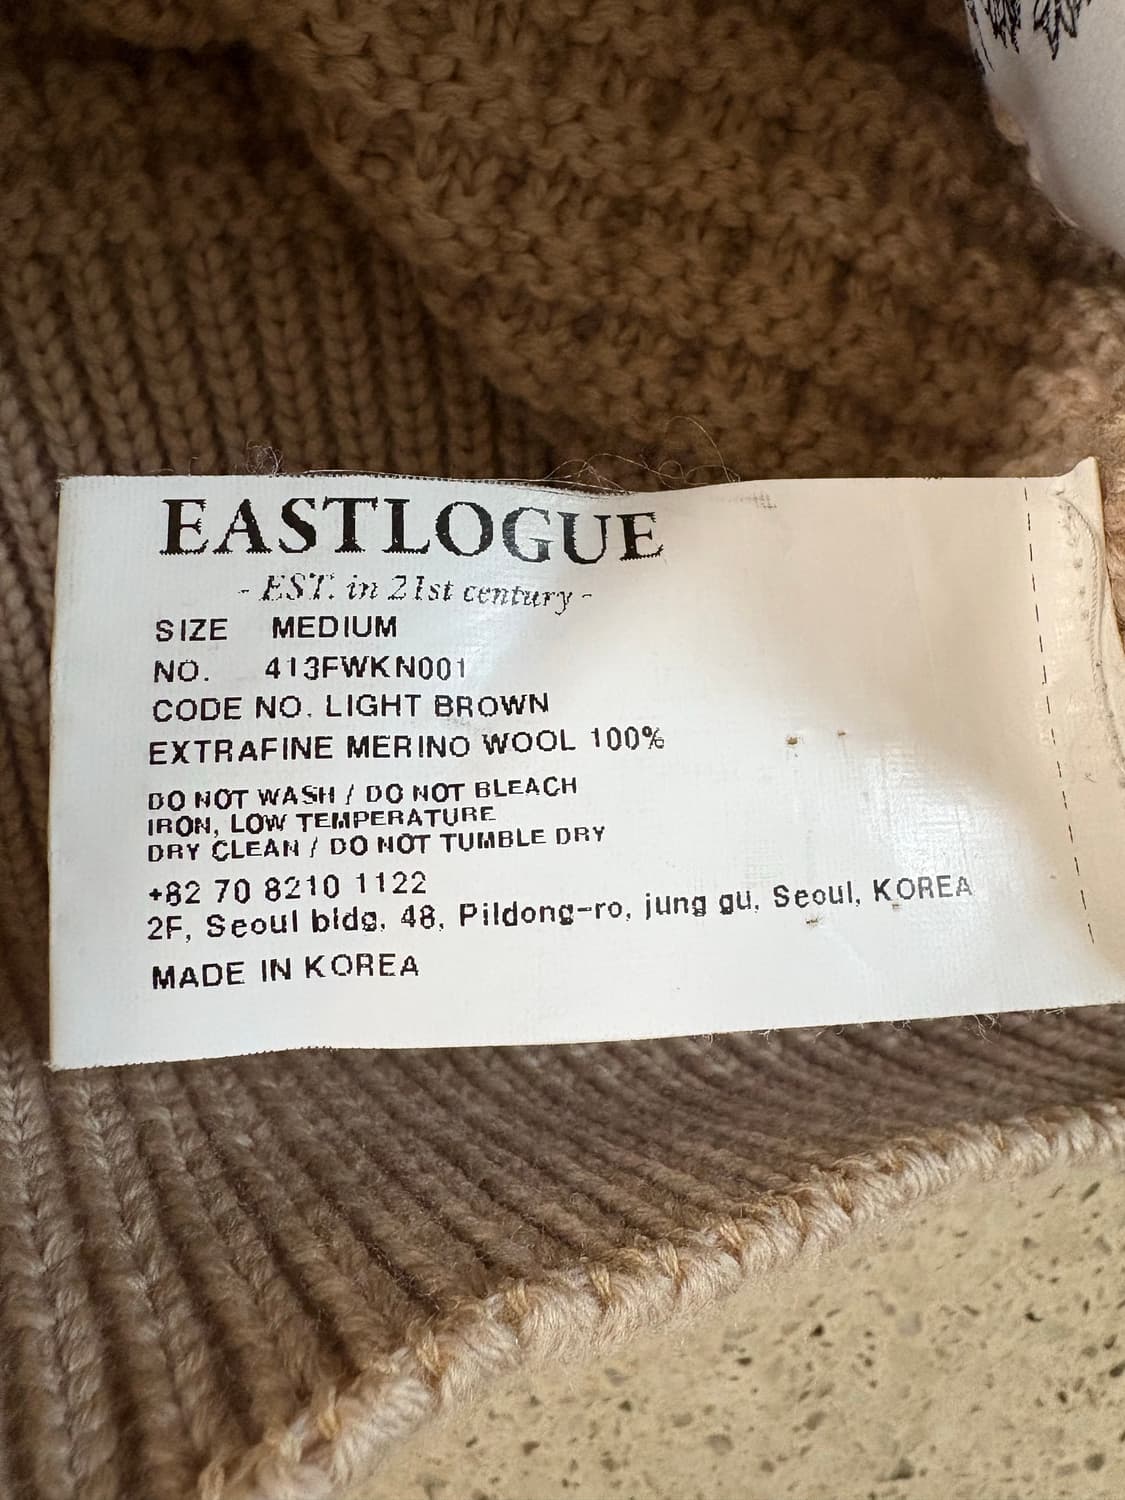 EASTLOGUE
- EST. in 21st century -
SIZE MEDIUM
NO. 413FWKN001
CODE NO. LIGHT BROWN
EXTRAFINE MERINO WOOL 100%
DO NOT WASH / DO NOT BLEACH
IRON, LOW TEMPERATURE
DRY CLEAN / DO NOT TUMBLE DRY
+82 70 8210 1122
2F, Seoul bldg, 48, Pildong-ro, jung gu, Seoul, KOREA
MADE IN KOREA